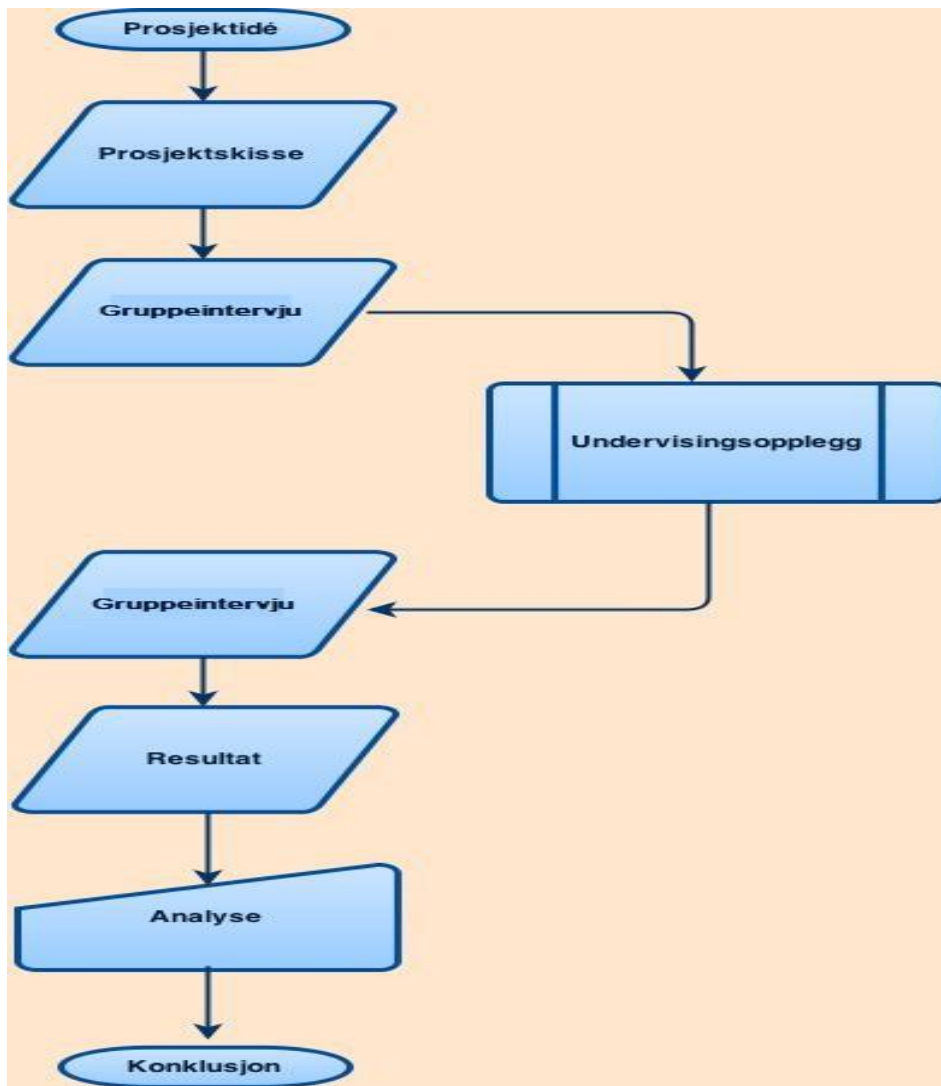 Prosjektidé
Prosjektskisse
Gruppeintervju
Undervisingsopplegg
Gruppeintervju
Resultat
Analyse
Konklusjon